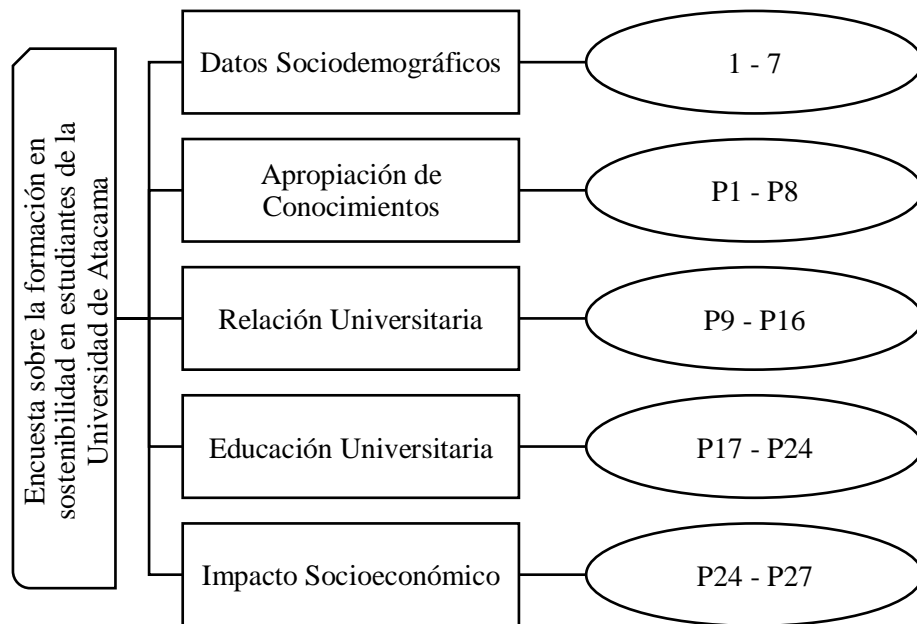 Encuesta sobre la formación en
sostenibilidad en estudiantes de la
Universidad de Atacama
Datos Sociodemográficos
1 - 7
Apropiación de
Conocimientos
P1 - P8
Relación Universitaria
P9 - P16
Educación Universitaria
P17 - P24
Impacto Socioeconómico
P24 - P27